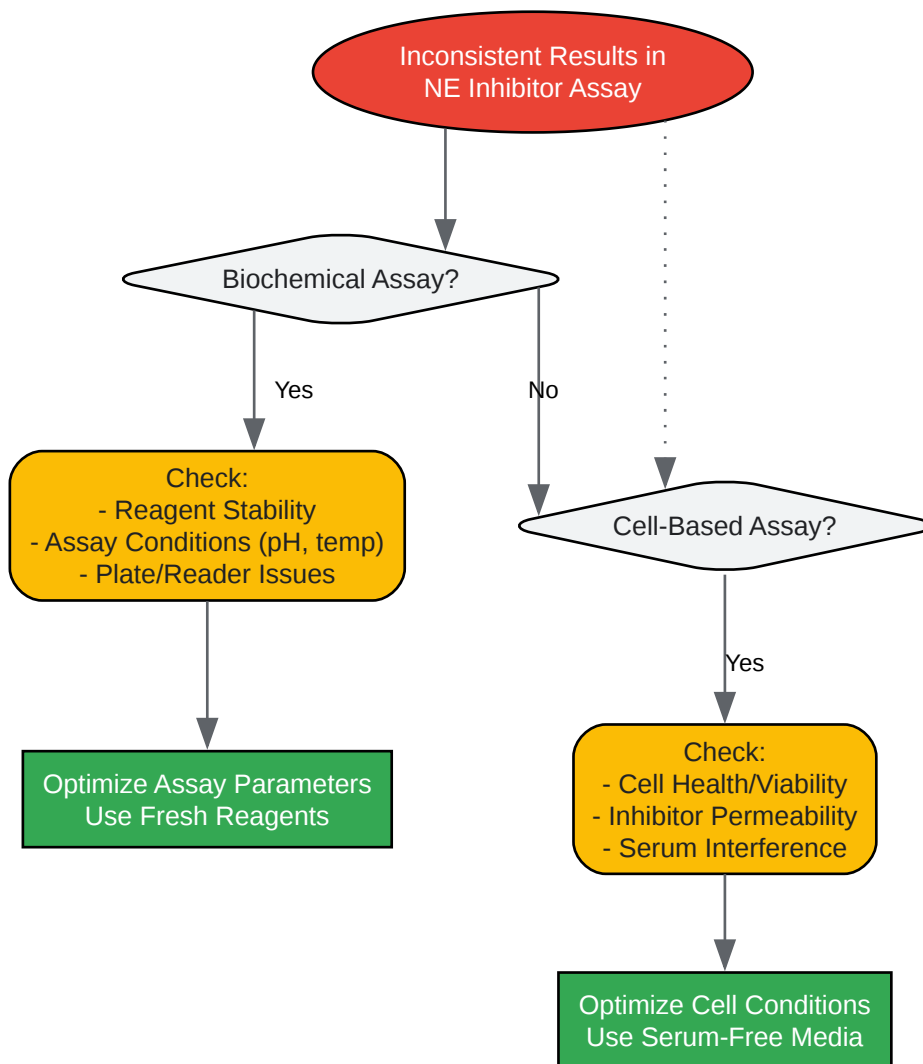 Inconsistent Results in
NE Inhibitor Assay
Biochemical Assay?
Yes
No
Check:
- Reagent Stability
- Assay Conditions (pH, temp)
- Plate/Reader Issues
Cell-Based Assay?
Yes
Optimize Assay Parameters
Use Fresh Reagents
Check:
- Cell Health/Viability
- Inhibitor Permeability
- Serum Interference
Optimize Cell Conditions
Use Serum-Free Media